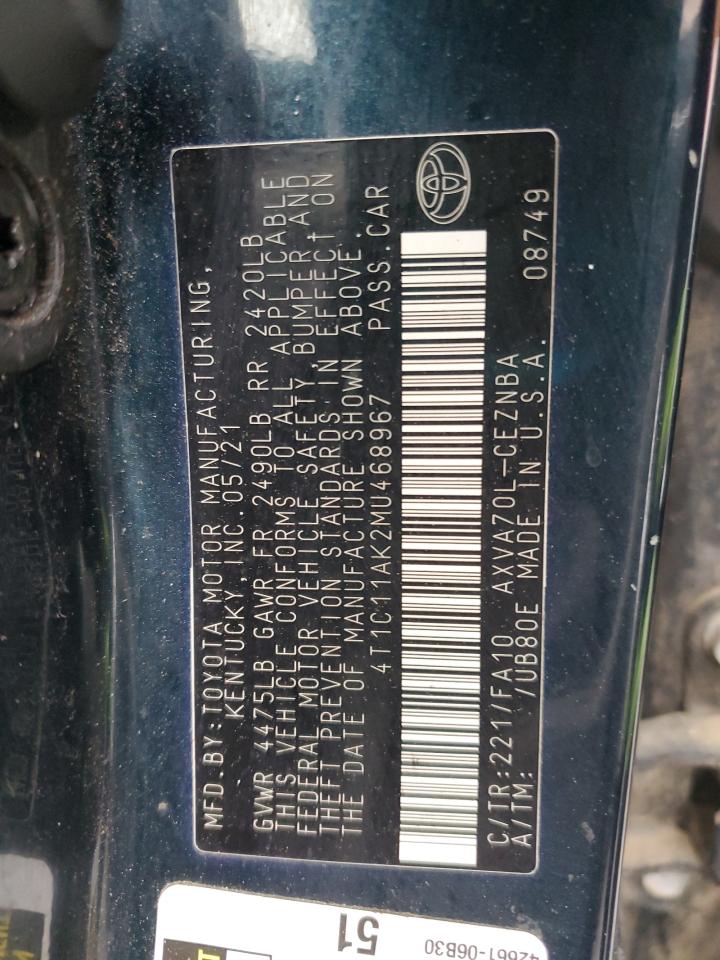 MFD.BY:TOYOTA MOTOR MANUFACTURING,
KENTUCKY,INC.05/21
GVWR 4475LB GAWR FR 2490LB RR 2420LB
THIS VEHICLE CONFORMS TO ALL APPLICABLE
FEDERAL MOTOR VEHICLE SAFETY, BUMPER AND
THEFT PREVENTION STANDARDS IN EFFECT ON
THE DATE OF MANUFACTURE SHOWN ABOVE.
4T1C11AK2MU468967 PASS.CAR
C/TR:221/FA10 AXVA70L-CEZNBA
A/TM: /UB80E MADE IN U.S.A. 08749
51
42661-06B30